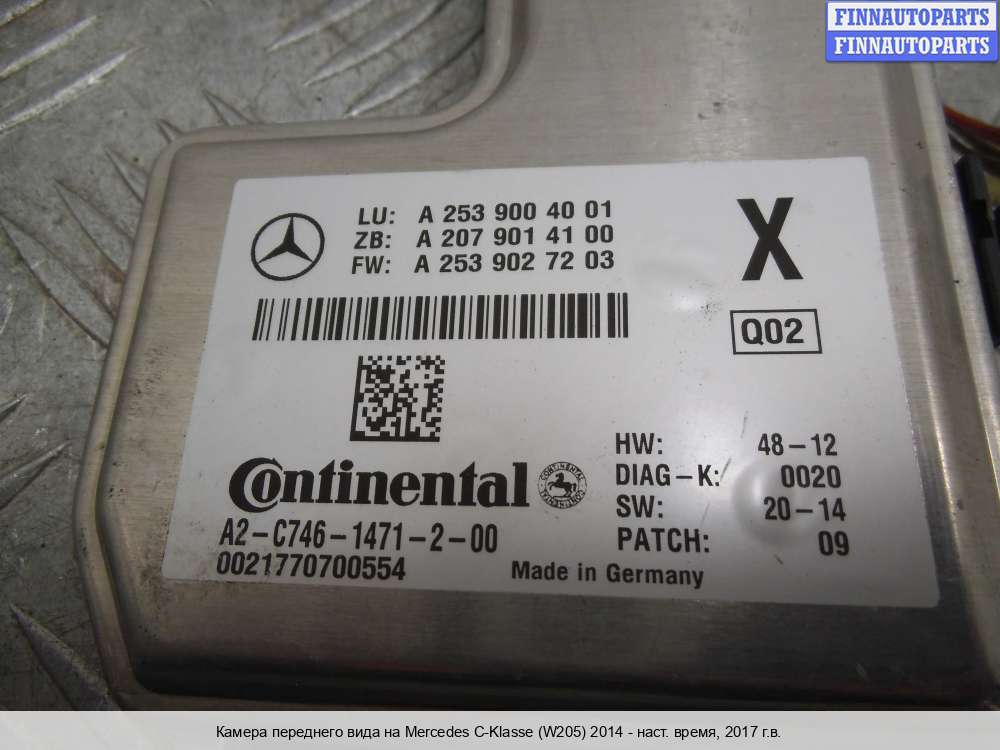 FINNAUTOPARTS
FINNAUTOPARTS
LU: A 253 900 40 01
ZB: A 207 901 41 00
FW: A 253 902 72 03
X
Q02
Continental
HW: 48-12
DIAG-K: 0020
SW: 20-14
PATCH: 09
A2-C746-1471-2-00
0021770700554
Made in Germany
Камера переднего вида на Mercedes C-Klasse (W205) 2014 - наст. время, 2017 г.в.